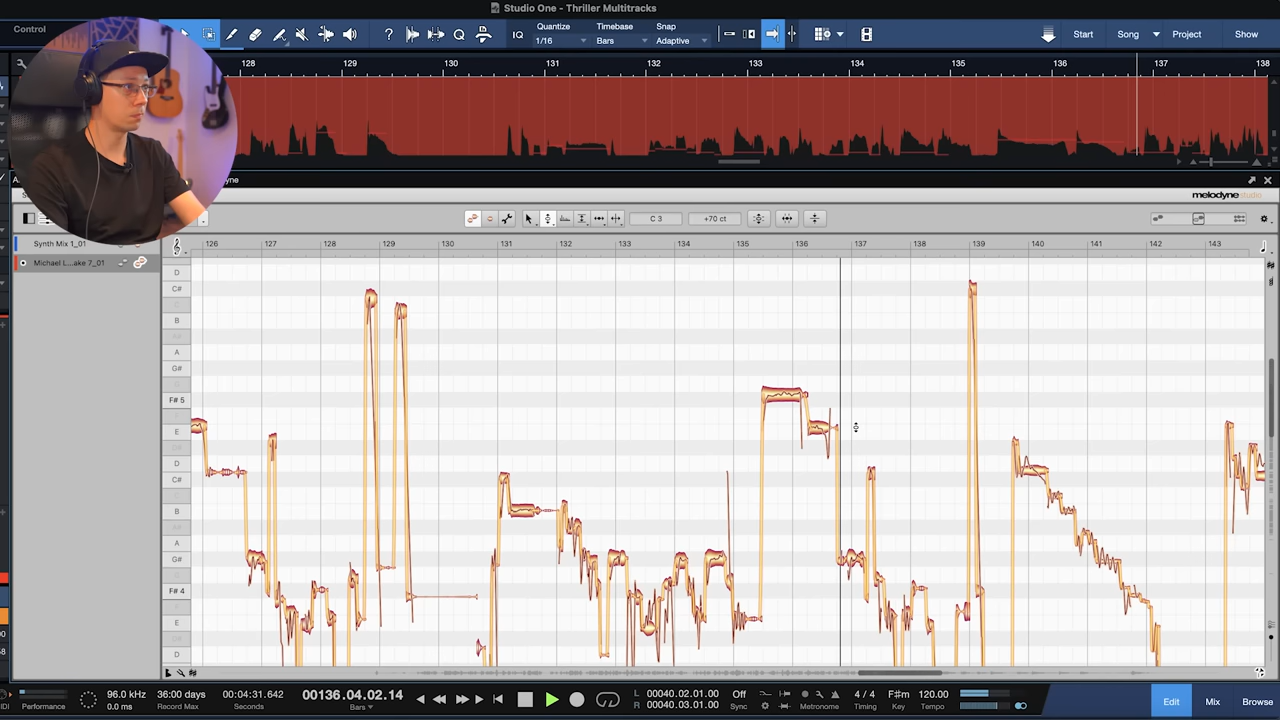 Studio One - Thriller Multitracks
Control
Quantize Timebase Snap
IQ 1/16 Bars Adaptive
Start Song Project Show
128 129 130 131 132 133 134 135 136 137 138
melodyne studio
C 3 +70 ct
Synth Mix 1_01
Michael L...ake 7_01
126 127 128 129 130 131 132 133 134 135 136 137 138 139 140 141 142 143
D
C#
C
B
A#
A
G#
G
F# 5
F
E
D#
D
C#
C
B
A#
A
G#
G
F# 4
F
E
D#
D
Performance
96.0 kHz
0.0 ms
36:00 days
Record Max
00:04:31.642
Seconds
00136.04.02.14
Bars
L 00040.02.01.00
R 00040.03.01.00
Off
Sync
Metronome
4 / 4
Timing
F#m
Key
120.00
Tempo
Edit Mix Browse